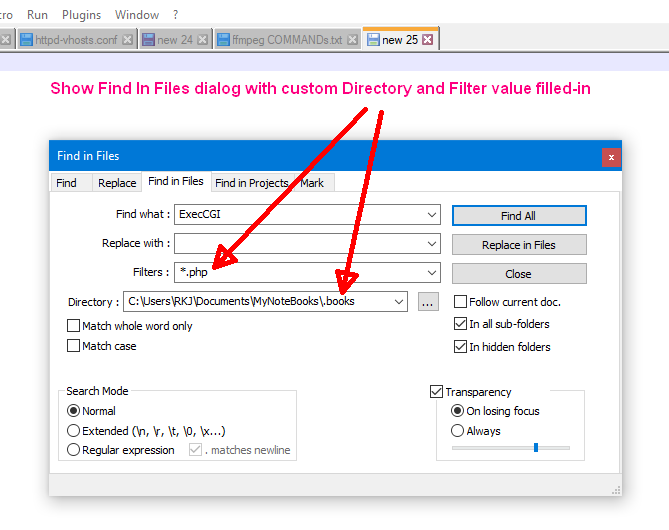 cro Run Plugins Window ?
httpd-vhosts.conf new 24 ffmpeg COMMANDs.txt new 25
Show Find In Files dialog with custom Directory and Filter value filled-in
Find in Files x
Find Replace Find in Files Find in Projects Mark
Find what : ExecCGI Find All
Replace with : Replace in Files
Filters : *.php Close
Directory : C:\Users\RKJ\Documents\MyNoteBooks\.books ... Follow current doc.
Match whole word only In all sub-folders
Match case In hidden folders
Search Mode Transparency
Normal On losing focus
Extended (\n, \r, \t, \0, \x...) Always
Regular expression . matches newline